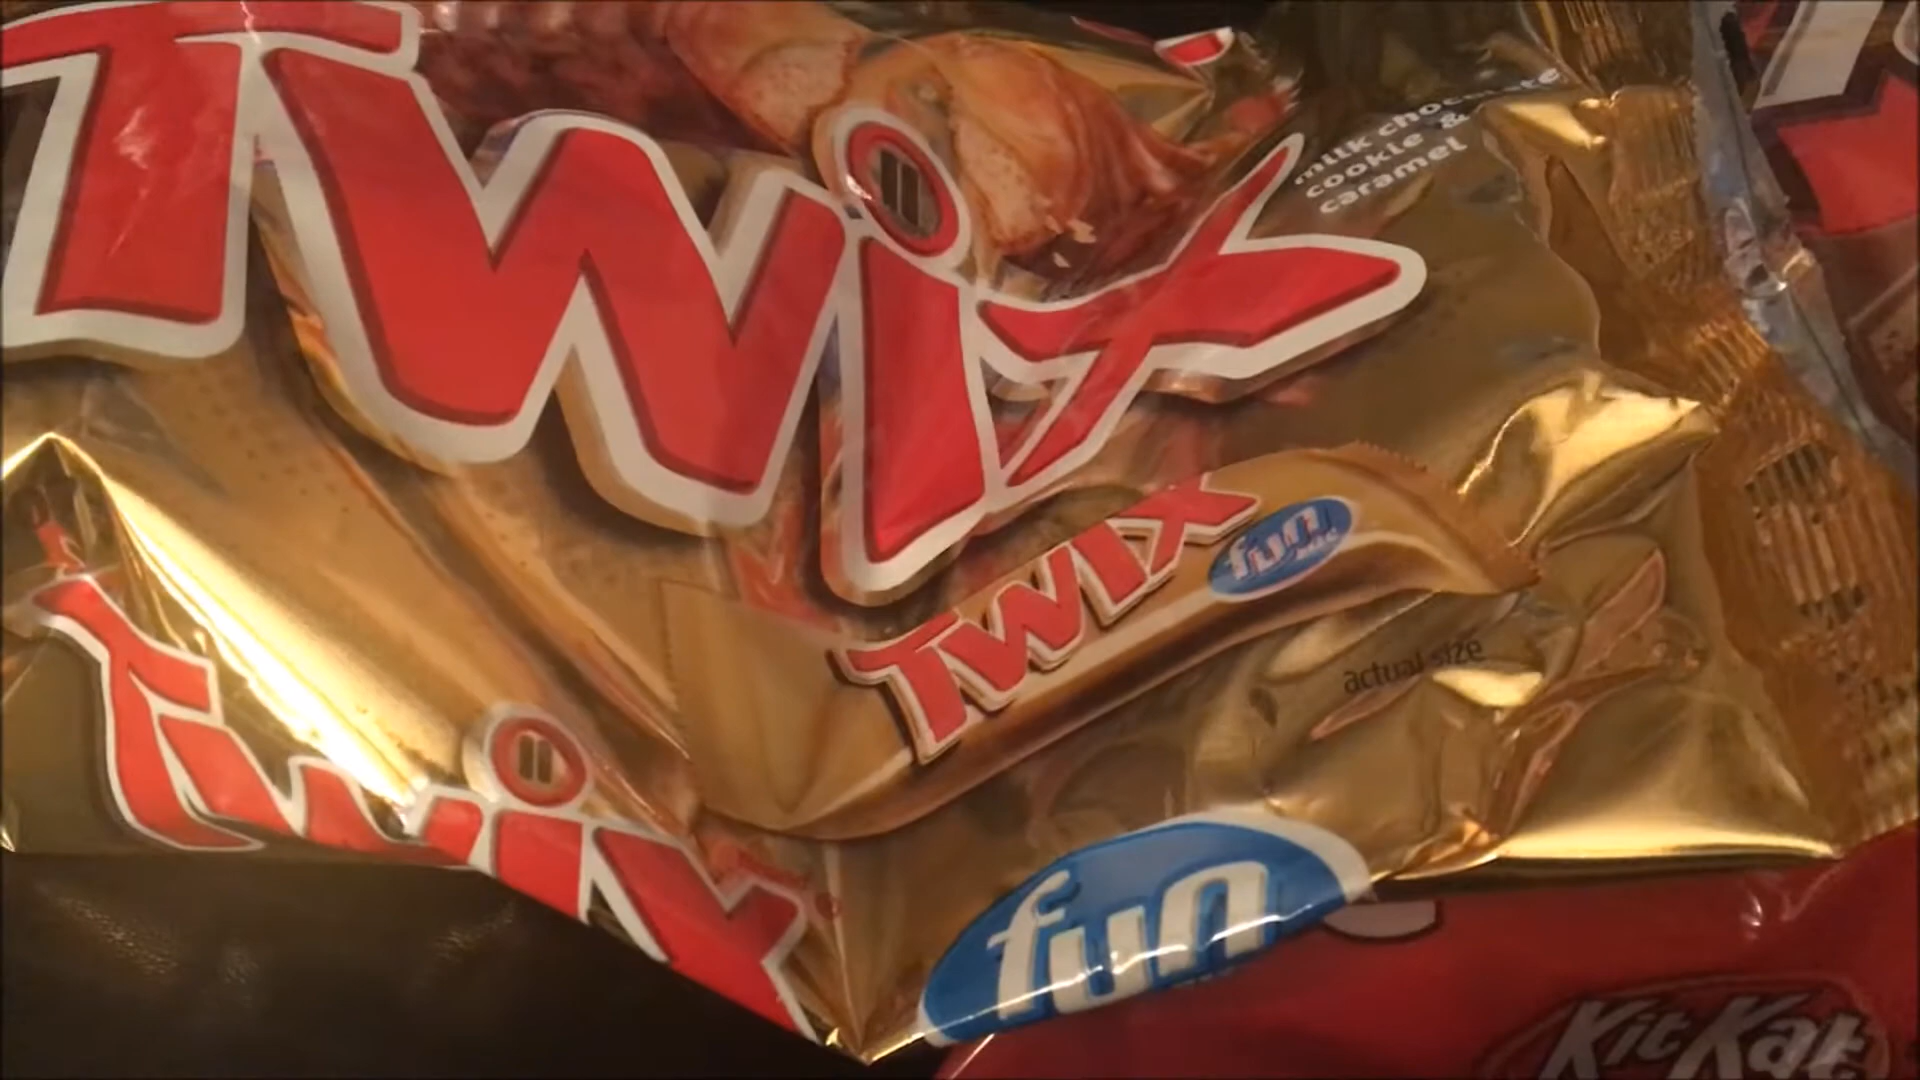 Twix
milk chocolate
cookie &
caramel
TWIX
fun
actual size
Twix
fun
KitKat